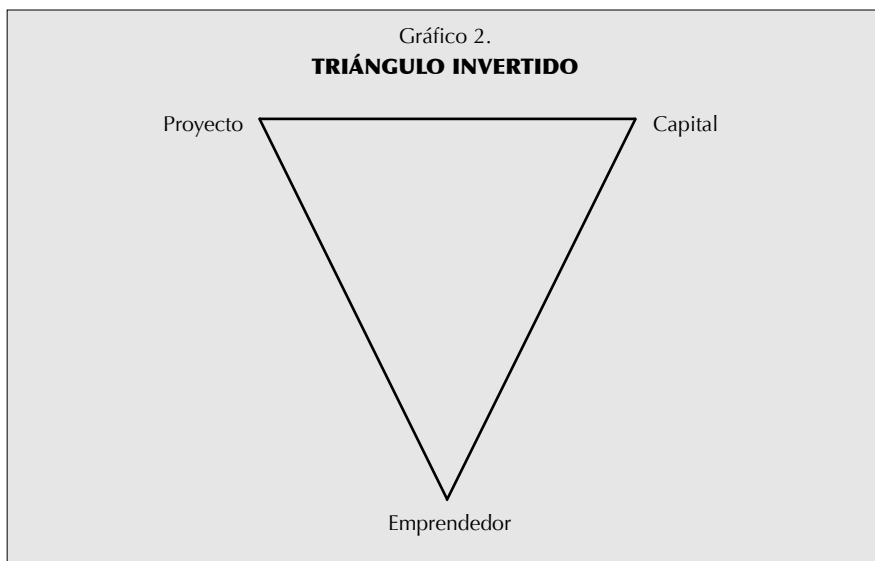 Gráfico 2.
TRIÁNGULO INVERTIDO
Proyecto
Capital
Emprendedor